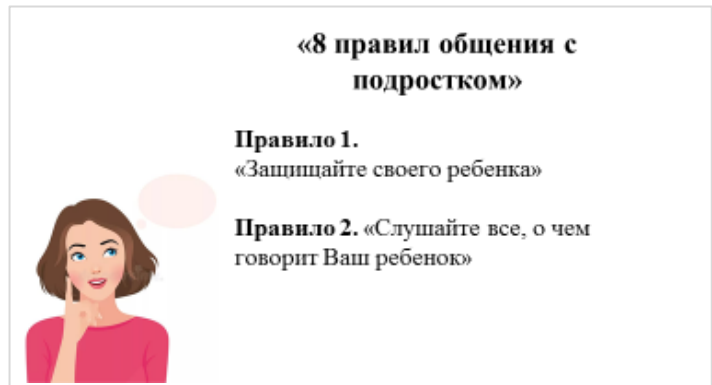 «8 правил общения с
подростком»
Правило 1.
«Защищайте своего ребенка»
Правило 2. «Слушайте все, о чем
говорит Ваш ребенок»